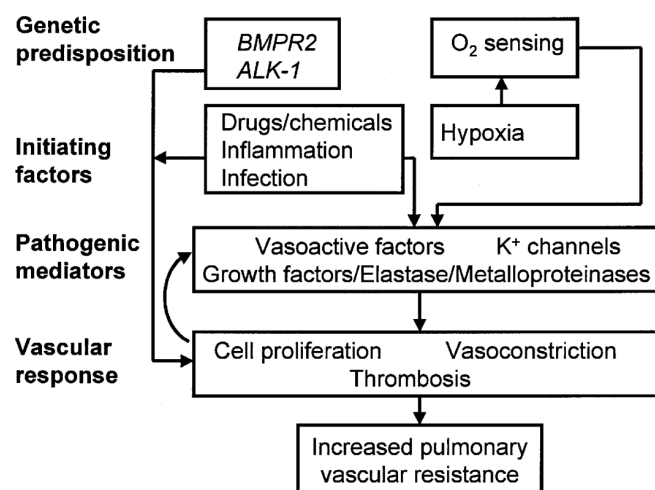 Genetic
predisposition
BMPR2
ALK-1
O₂ sensing
Hypoxia
Initiating
factors
Drugs/chemicals
Inflammation
Infection
Pathogenic
mediators
Vasoactive factors K⁺ channels
Growth factors/Elastase/Metalloproteinases
Vascular
response
Cell proliferation Vasoconstriction
Thrombosis
Increased pulmonary
vascular resistance